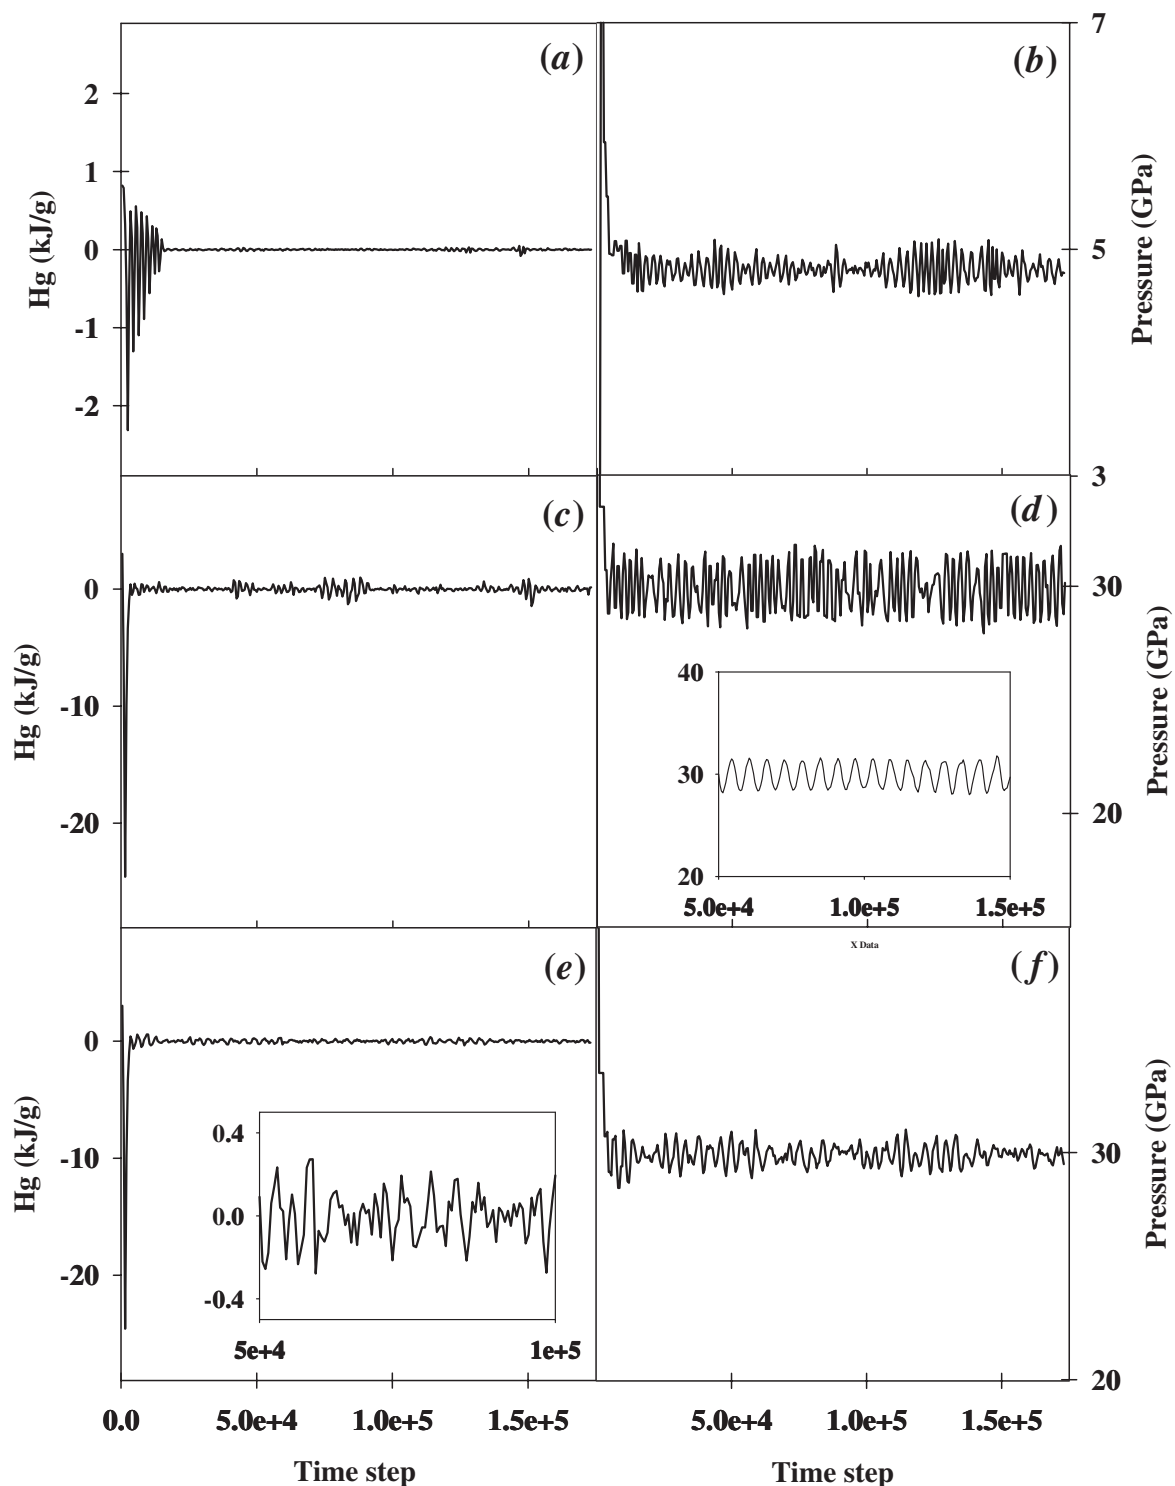 (a)
2
1
0
-1
-2
Hg (kJ/g)
(b)
7
5
3
Pressure (GPa)
(c)
0
-10
-20
Hg (kJ/g)
(d)
30
20
Pressure (GPa)
40
30
20
5.0e+4 1.0e+5 1.5e+5
X Data
(e)
0
-10
-20
Hg (kJ/g)
0.4
0.0
-0.4
5e+4 1e+5
(f)
30
20
Pressure (GPa)
0.0 5.0e+4 1.0e+5 1.5e+5
5.0e+4 1.0e+5 1.5e+5
Time step
Time step